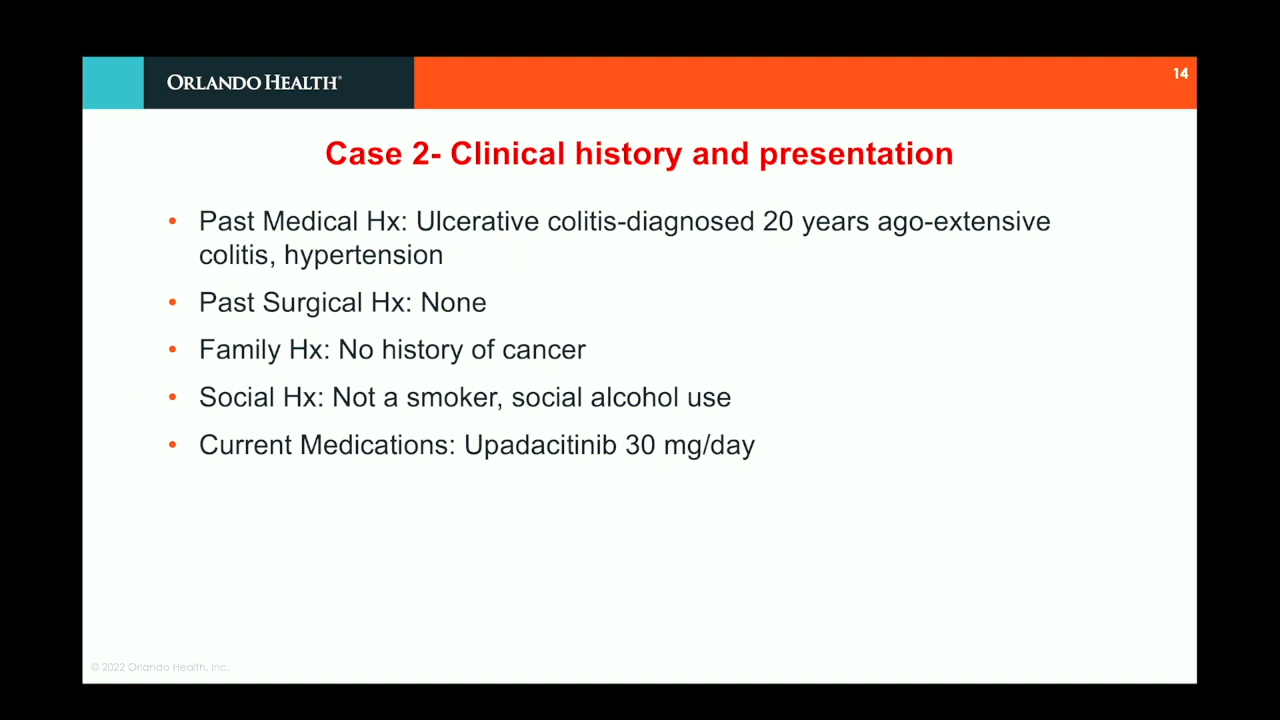 ORLANDO HEALTH®
14
Case 2- Clinical history and presentation
• Past Medical Hx: Ulcerative colitis-diagnosed 20 years ago-extensive
colitis, hypertension
• Past Surgical Hx: None
• Family Hx: No history of cancer
• Social Hx: Not a smoker, social alcohol use
• Current Medications: Upadacitinib 30 mg/day
© 2022 Orlando Health, Inc.